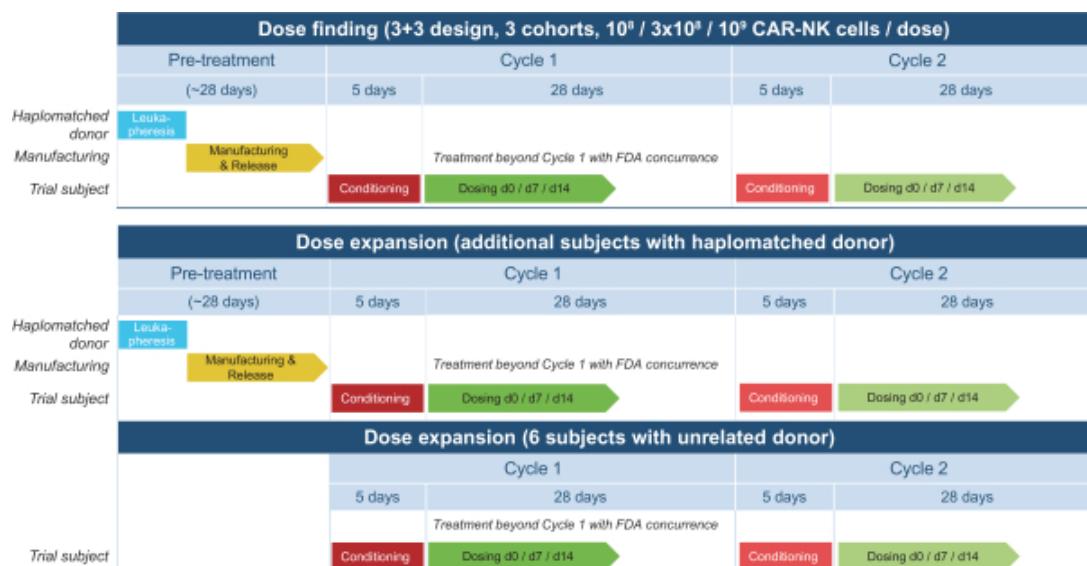 Dose finding (3+3 design, 3 cohorts, 10⁸ / 3x10⁸ / 10⁹ CAR-NK cells / dose)
Pre-treatment Cycle 1 Cycle 2
(~28 days) 5 days 28 days 5 days 28 days
Haplomatched donor
Leuka-
pheresis
Manufacturing
Manufacturing
& Release
Treatment beyond Cycle 1 with FDA concurrence
Trial subject Conditioning Dosing d0 / d7 / d14 Conditioning Dosing d0 / d7 / d14
Dose expansion (additional subjects with haplomatched donor)
Pre-treatment Cycle 1 Cycle 2
(~28 days) 5 days 28 days 5 days 28 days
Haplomatched donor
Leuka-
pheresis
Manufacturing
Manufacturing &
Release
Treatment beyond Cycle 1 with FDA concurrence
Trial subject Conditioning Dosing d0 / d7 / d14 Conditioning Dosing d0 / d7 / d14
Dose expansion (6 subjects with unrelated donor)
Cycle 1 Cycle 2
5 days 28 days 5 days 28 days
Treatment beyond Cycle 1 with FDA concurrence
Trial subject Conditioning Dosing d0 / d7 / d14 Conditioning Dosing d0 / d7 / d14